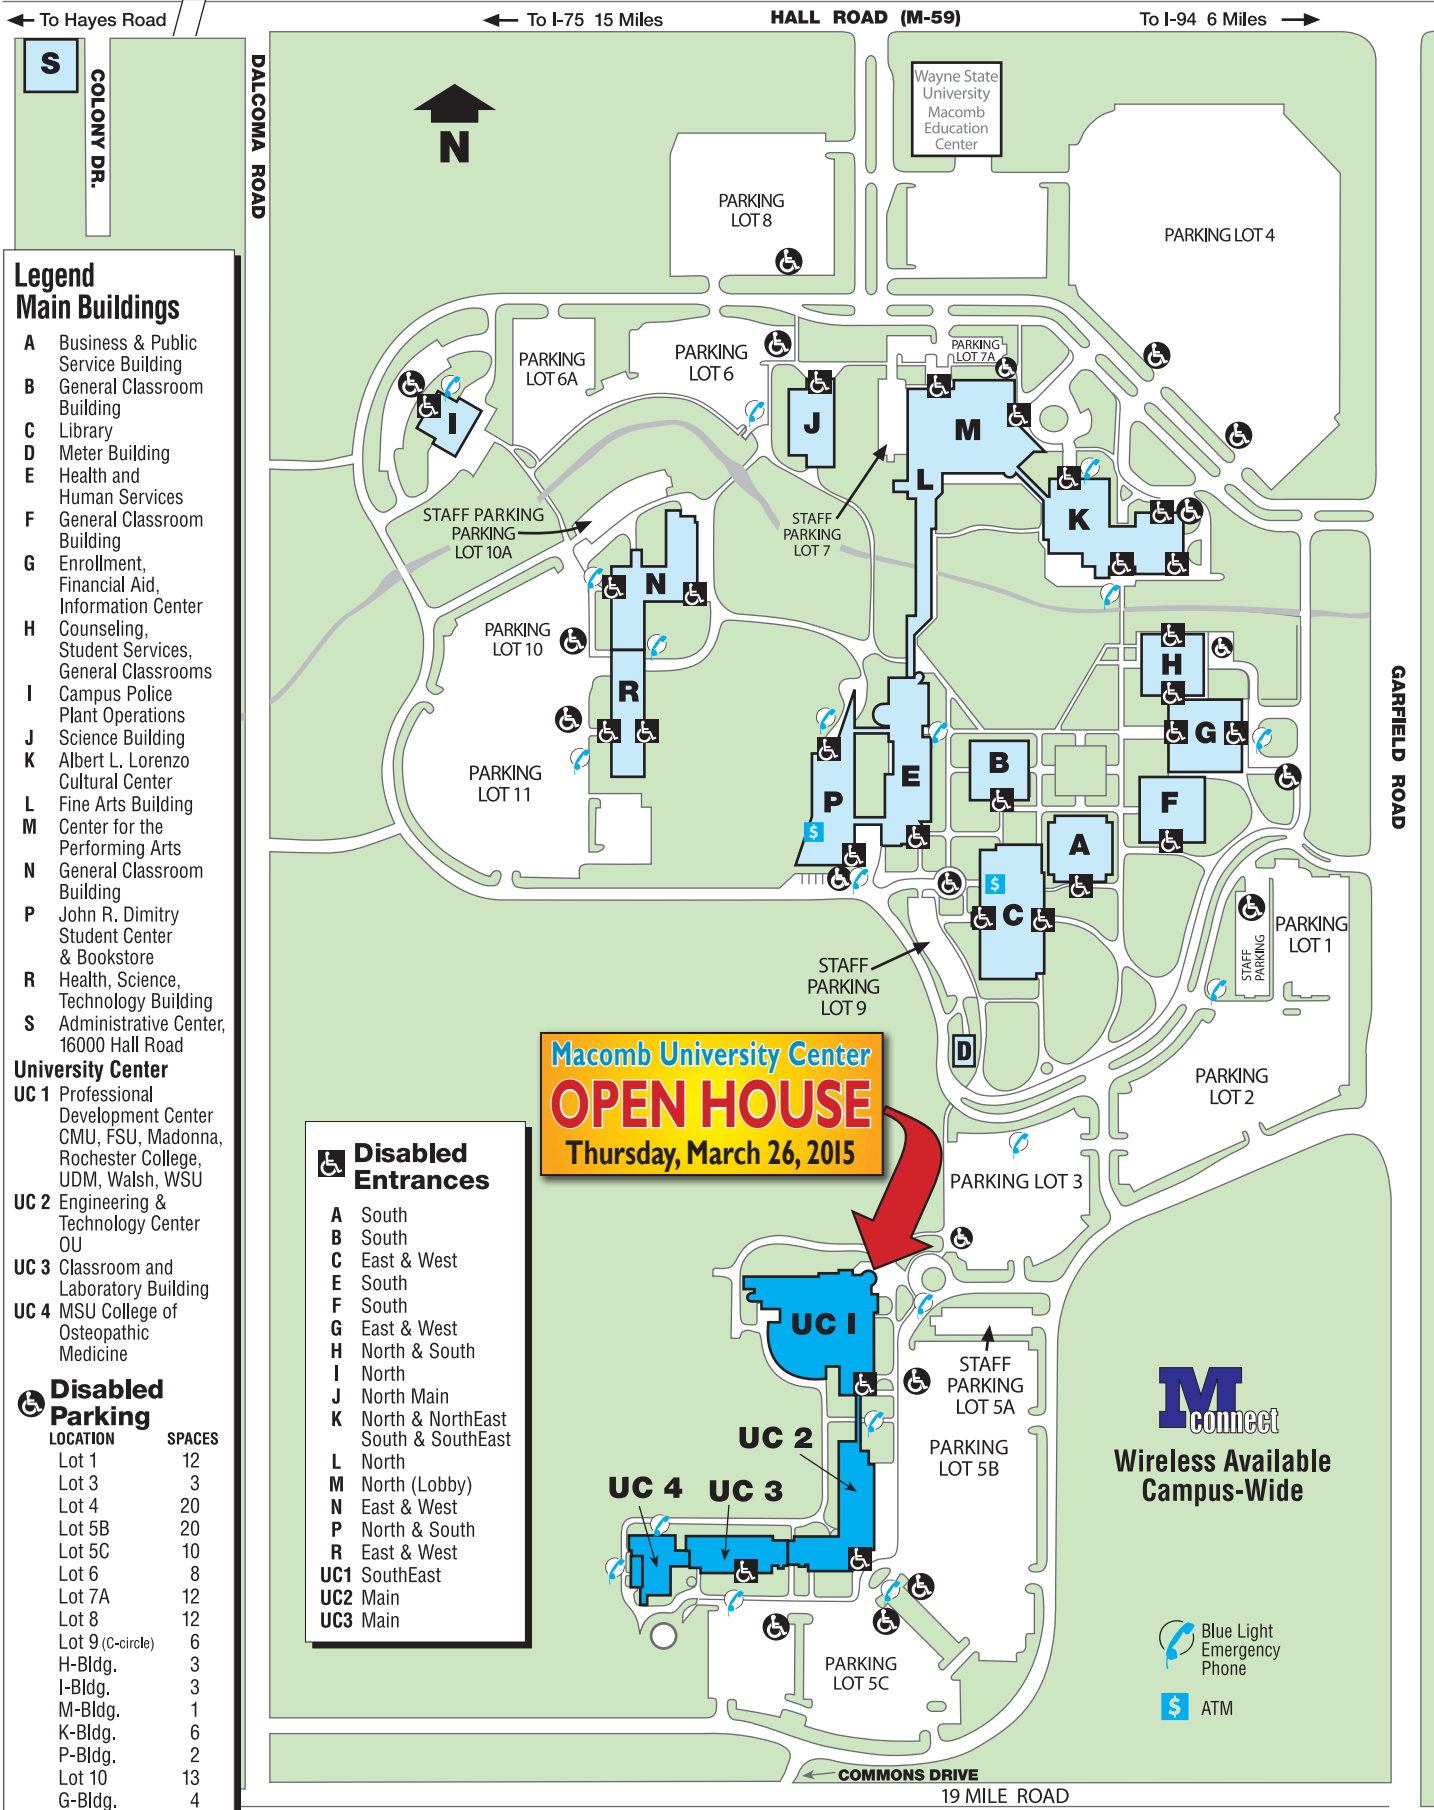 To Hayes Road
To I-75 15 Miles
HALL ROAD (M-59)
To I-94 6 Miles
S
COLONY DR.
DALCOMA ROAD
N
Wayne State
University
Macomb
Education
Center
PARKING
LOT 8
PARKING LOT 4
Legend
Main Buildings
A Business & Public
Service Building
B General Classroom
Building
C Library
D Meter Building
E Health and
Human Services
F General Classroom
Building
G Enrollment,
Financial Aid,
Information Center
H Counseling,
Student Services,
General Classrooms
I Campus Police
Plant Operations
J Science Building
K Albert L. Lorenzo
Cultural Center
L Fine Arts Building
M Center for the
Performing Arts
N General Classroom
Building
P John R. Dimitry
Student Center
& Bookstore
R Health, Science,
Technology Building
S Administrative Center,
16000 Hall Road
University Center
UC 1 Professional
Development Center
CMU, FSU, Madonna,
Rochester College,
UDM, Walsh, WSU
UC 2 Engineering &
Technology Center
OU
UC 3 Classroom and
Laboratory Building
UC 4 MSU College of
Osteopathic
Medicine
Disabled
Parking
LOCATION SPACES
Lot 1 12
Lot 3 3
Lot 4 20
Lot 5B 20
Lot 5C 10
Lot 6 8
Lot 7A 12
Lot 8 12
Lot 9 (C-circle) 6
H-Bldg. 3
I-Bldg. 3
M-Bldg. 1
K-Bldg. 6
P-Bldg. 2
Lot 10 13
G-Bldg. 4
PARKING
LOT 6A
PARKING
LOT 6
PARKING
LOT 7A
I
J
M
L
K
STAFF PARKING
PARKING
LOT 10A
STAFF
PARKING
LOT 7
N
PARKING
LOT 10
R
H
G
GARFIELD ROAD
PARKING
LOT 11
P
$
E
B
F
A
$
C
STAFF
PARKING
PARKING
LOT 1
STAFF
PARKING
LOT 9
D
Macomb University Center
OPEN HOUSE
Thursday, March 26, 2015
PARKING
LOT 2
PARKING LOT 3
Disabled
Entrances
A South
B South
C East & West
E South
F South
G East & West
H North & South
I North
J North Main
K North & NorthEast
South & SouthEast
L North
M North (Lobby)
N East & West
P North & South
R East & West
UC1 SouthEast
UC2 Main
UC3 Main
UC 1
STAFF
PARKING
LOT 5A
UC 2
PARKING
LOT 5B
UC 4
UC 3
PARKING
LOT 5C
M
connect
Wireless Available
Campus-Wide
Blue Light
Emergency
Phone
$ ATM
COMMONS DRIVE
19 MILE ROAD